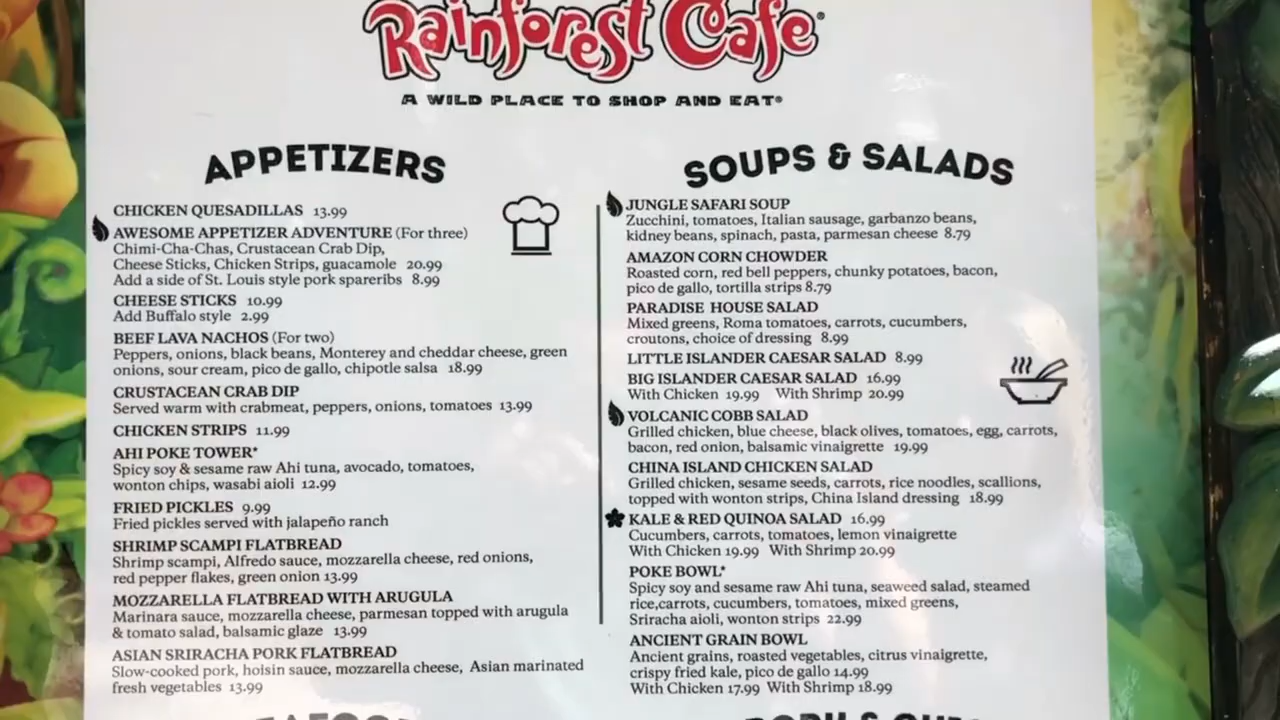 Rainforest Cafe®
A WILD PLACE TO SHOP AND EAT®
APPETIZERS
CHICKEN QUESADILLAS 13.99
AWESOME APPETIZER ADVENTURE (For three)
Chimi-Cha-Chas, Crustacean Crab Dip,
Cheese Sticks, Chicken Strips, guacamole 20.99
Add a side of St. Louis style pork spareribs 8.99
CHEESE STICKS 10.99
Add Buffalo style 2.99
BEEF LAVA NACHOS (For two)
Peppers, onions, black beans, Monterey and cheddar cheese, green
onions, sour cream, pico de gallo, chipotle salsa 18.99
CRUSTACEAN CRAB DIP
Served warm with crabmeat, peppers, onions, tomatoes 13.99
CHICKEN STRIPS 11.99
AHI POKE TOWER*
Spicy soy & sesame raw Ahi tuna, avocado, tomatoes,
wonton chips, wasabi aioli 12.99
FRIED PICKLES 9.99
Fried pickles served with jalapeño ranch
SHRIMP SCAMPI FLATBREAD
Shrimp scampi, Alfredo sauce, mozzarella cheese, red onions,
red pepper flakes, green onion 13.99
MOZZARELLA FLATBREAD WITH ARUGULA
Marinara sauce, mozzarella cheese, parmesan topped with arugula
& tomato salad, balsamic glaze 13.99
ASIAN SRIRACHA PORK FLATBREAD
Slow-cooked pork, hoisin sauce, mozzarella cheese, Asian marinated
fresh vegetables 13.99
SOUPS & SALADS
JUNGLE SAFARI SOUP
Zucchini, tomatoes, Italian sausage, garbanzo beans,
kidney beans, spinach, pasta, parmesan cheese 8.79
AMAZON CORN CHOWDER
Roasted corn, red bell peppers, chunky potatoes, bacon,
pico de gallo, tortilla strips 8.79
PARADISE HOUSE SALAD
Mixed greens, Roma tomatoes, carrots, cucumbers,
croutons, choice of dressing 8.99
LITTLE ISLANDER CAESAR SALAD 8.99
BIG ISLANDER CAESAR SALAD 16.99
With Chicken 19.99 With Shrimp 20.99
VOLCANIC COBB SALAD
Grilled chicken, blue cheese, black olives, tomatoes, egg, carrots,
bacon, red onion, balsamic vinaigrette 19.99
CHINA ISLAND CHICKEN SALAD
Grilled chicken, sesame seeds, carrots, rice noodles, scallions,
topped with wonton strips, China Island dressing 18.99
KALE & RED QUINOA SALAD 16.99
Cucumbers, carrots, tomatoes, lemon vinaigrette
With Chicken 19.99 With Shrimp 20.99
POKE BOWL*
Spicy soy and sesame raw Ahi tuna, seaweed salad, steamed
rice,carrots, cucumbers, tomatoes, mixed greens,
Sriracha aioli, wonton strips 22.99
ANCIENT GRAIN BOWL
Ancient grains, roasted vegetables, citrus vinaigrette,
crispy fried kale, pico de gallo 14.99
With Chicken 17.99 With Shrimp 18.99